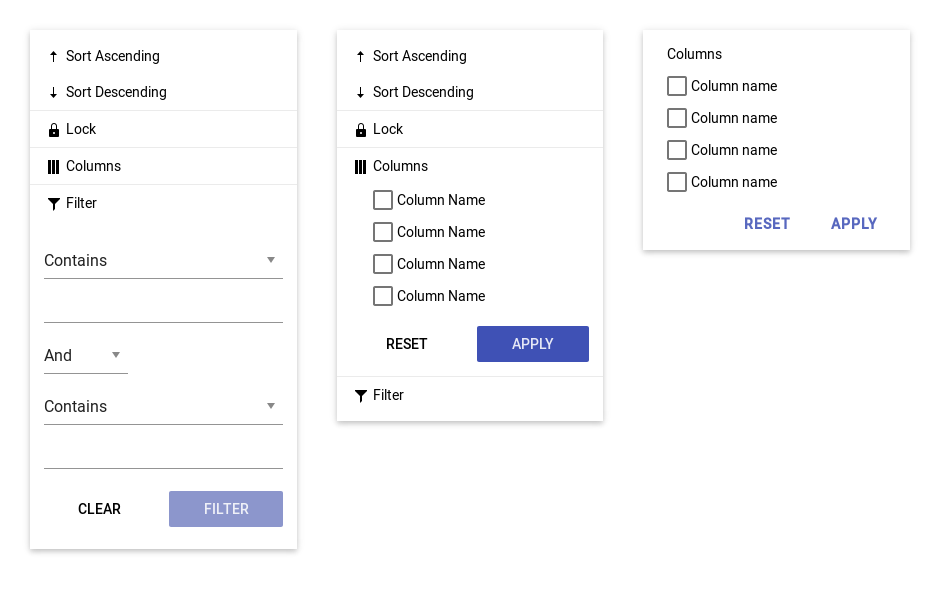 Sort Ascending
Sort Descending
Lock
Columns
Filter
Contains
And
Contains
CLEAR FILTER
Sort Ascending
Sort Descending
Lock
Columns
Column Name
Column Name
Column Name
Column Name
RESET APPLY
Filter
Columns
Column name
Column name
Column name
Column name
RESET APPLY